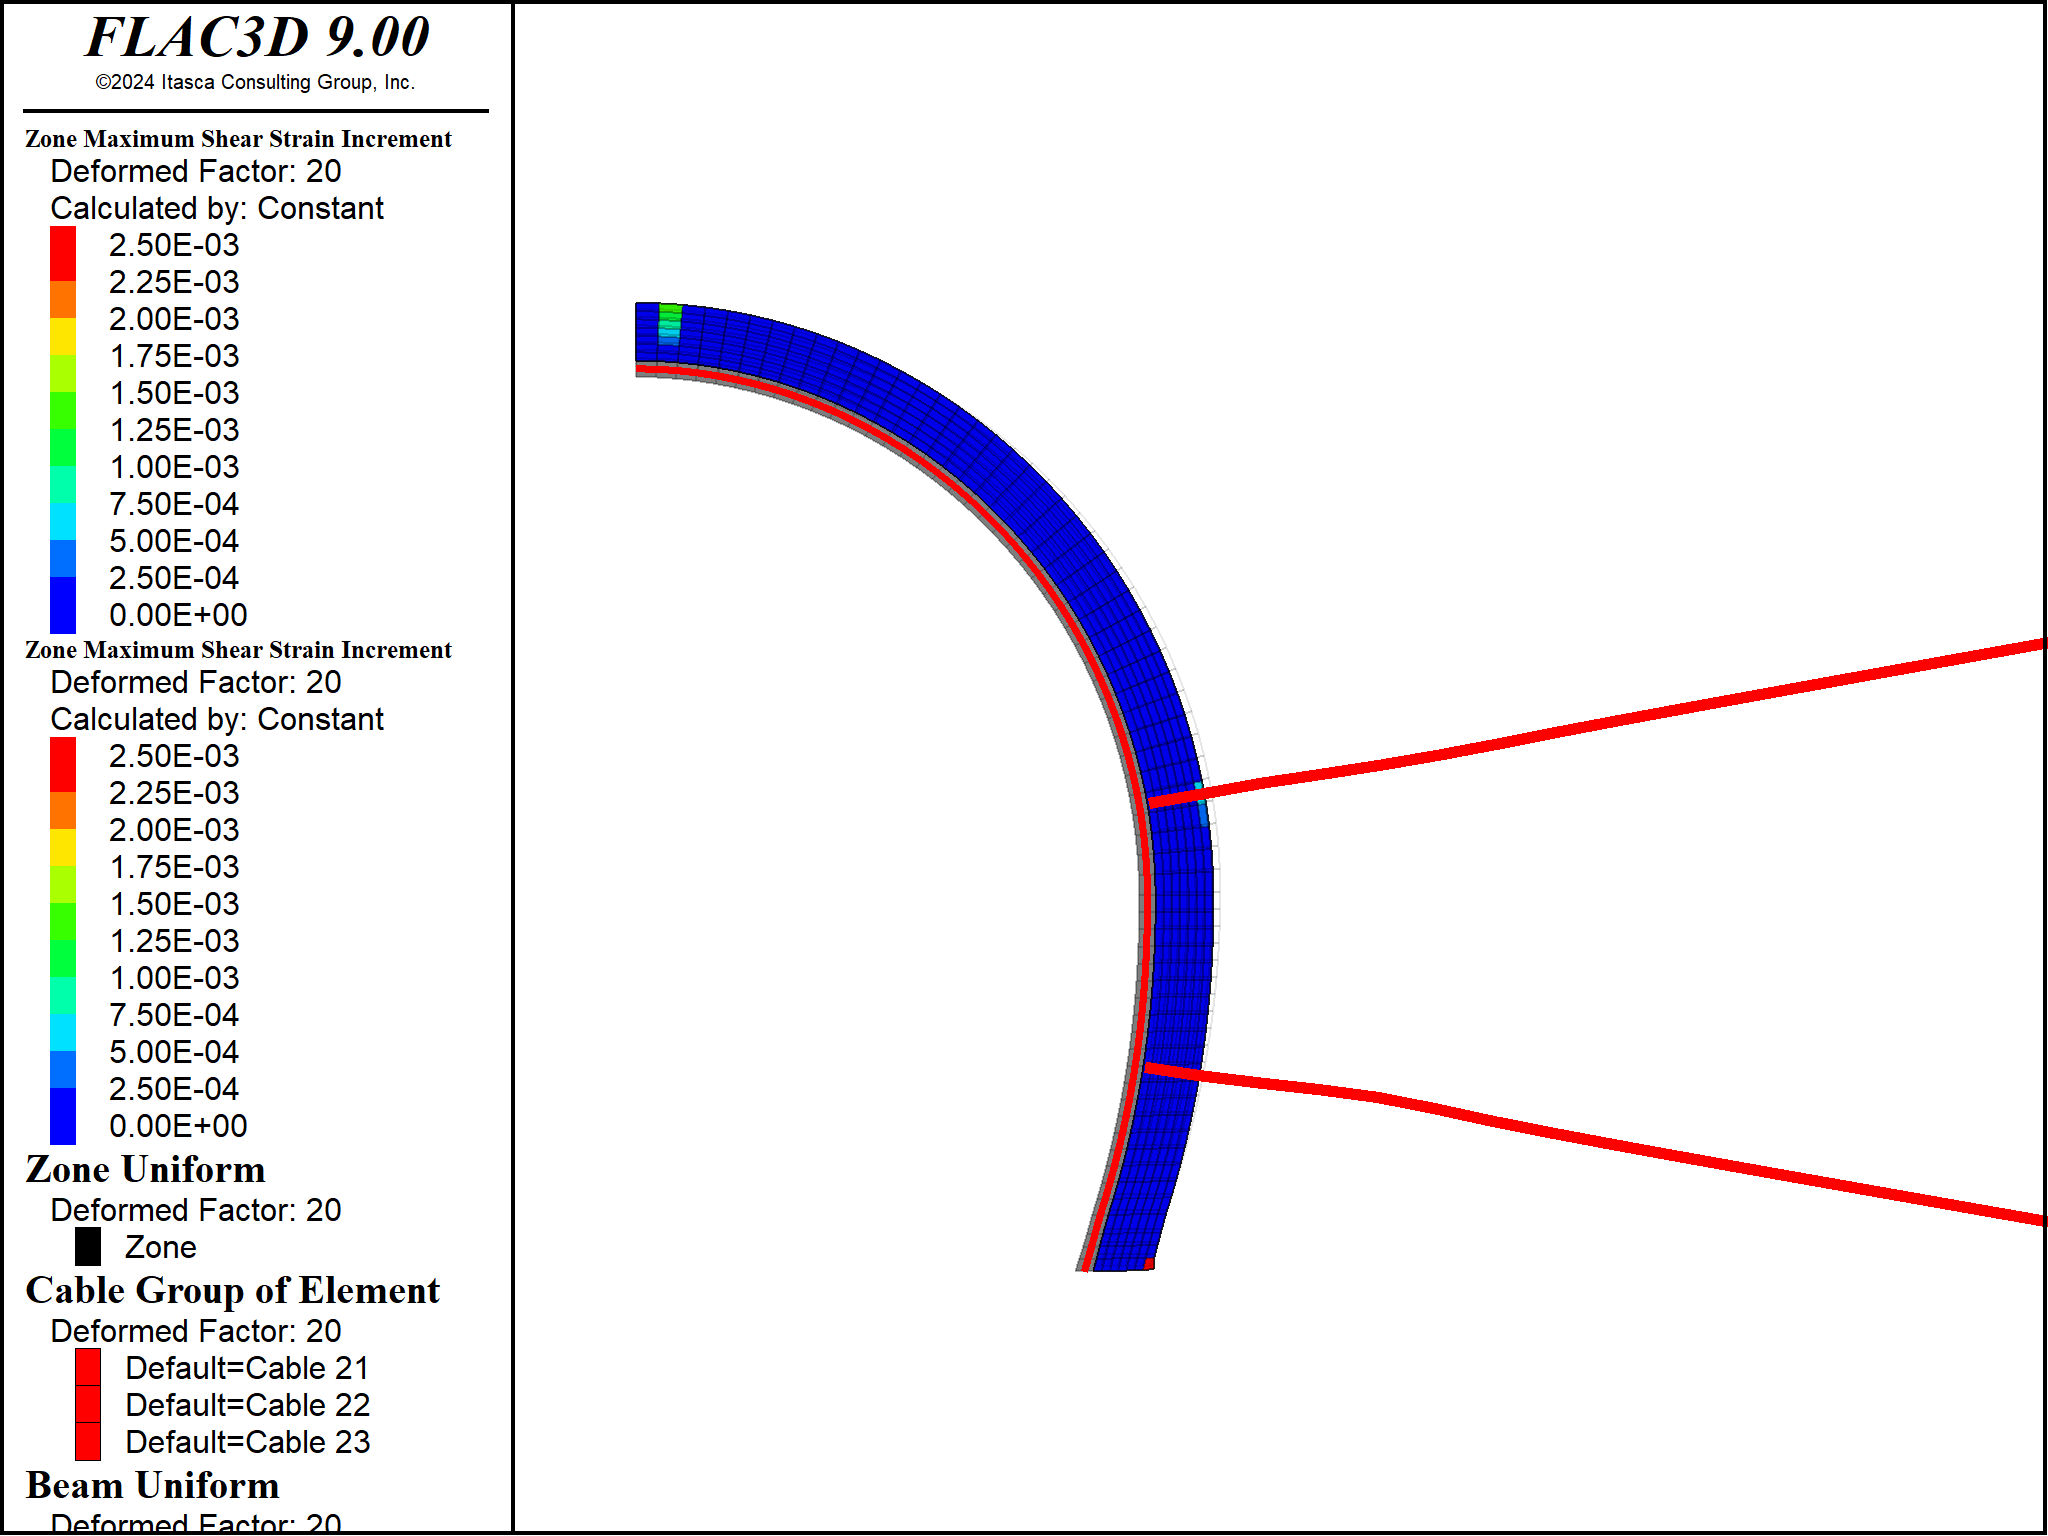 FLAC3D 9.00
©2024 Itasca Consulting Group, Inc.
Zone Maximum Shear Strain Increment
Deformed Factor: 20
Calculated by: Constant
2.50E-03
2.25E-03
2.00E-03
1.75E-03
1.50E-03
1.25E-03
1.00E-03
7.50E-04
5.00E-04
2.50E-04
0.00E+00
Zone Maximum Shear Strain Increment
Deformed Factor: 20
Calculated by: Constant
2.50E-03
2.25E-03
2.00E-03
1.75E-03
1.50E-03
1.25E-03
1.00E-03
7.50E-04
5.00E-04
2.50E-04
0.00E+00
Zone Uniform
Deformed Factor: 20
Zone
Cable Group of Element
Deformed Factor: 20
Default=Cable 21
Default=Cable 22
Default=Cable 23
Beam Uniform
Deformed Factor: 20